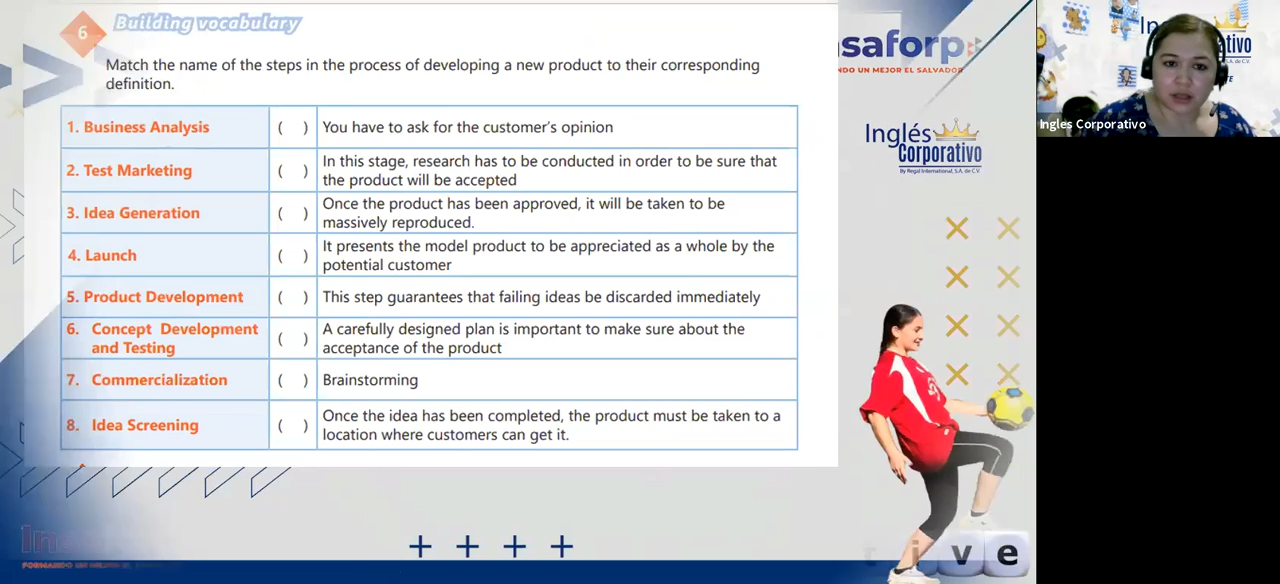 6
Building vocabulary
Match the name of the steps in the process of developing a new product to their corresponding
definition.
1. Business Analysis ( ) You have to ask for the customer's opinion
2. Test Marketing ( ) In this stage, research has to be conducted in order to be sure that
the product will be accepted
3. Idea Generation ( ) Once the product has been approved, it will be taken to be
massively reproduced.
4. Launch ( ) It presents the model product to be appreciated as a whole by the
potential customer
5. Product Development ( ) This step guarantees that failing ideas be discarded immediately
6. Concept Development
and Testing ( ) A carefully designed plan is important to make sure about the
acceptance of the product
7. Commercialization ( ) Brainstorming
8. Idea Screening ( ) Once the idea has been completed, the product must be taken to a
location where customers can get it.
saforp
NDO UN MEJOR EL SALVADOR
Inglés
Corporativo
By Regal International, S.A. de C.V.
Ingles Corporativo
v e